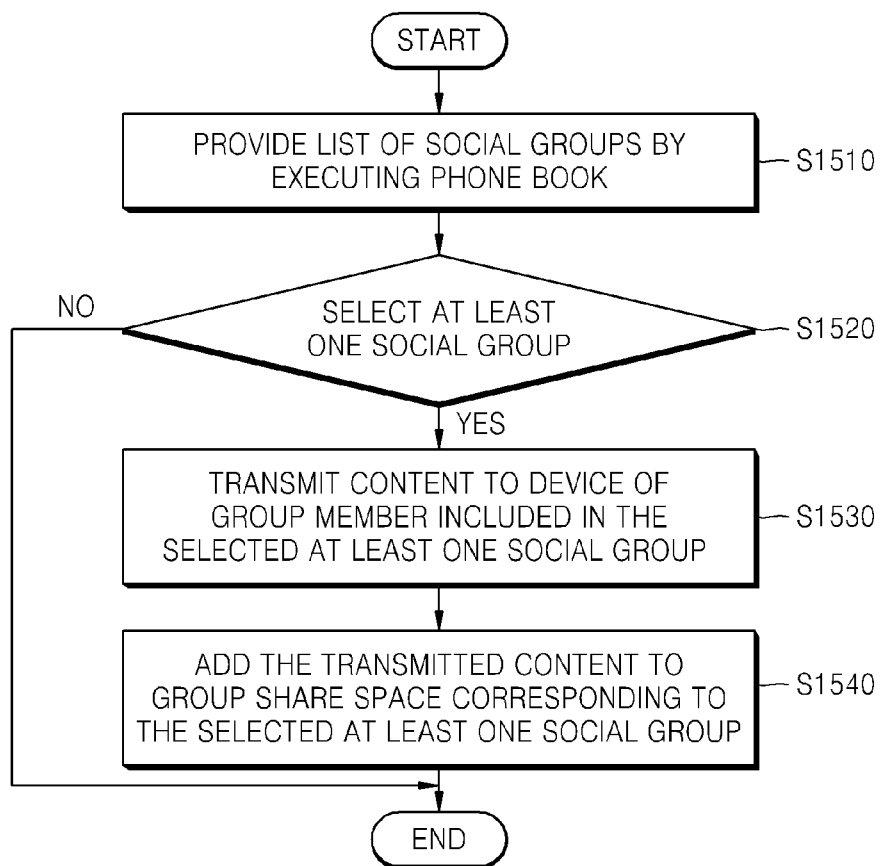 START
PROVIDE LIST OF SOCIAL GROUPS BY
EXECUTING PHONE BOOK
S1510
NO
SELECT AT LEAST
ONE SOCIAL GROUP
S1520
YES
TRANSMIT CONTENT TO DEVICE OF
GROUP MEMBER INCLUDED IN THE
SELECTED AT LEAST ONE SOCIAL GROUP
S1530
ADD THE TRANSMITTED CONTENT TO
GROUP SHARE SPACE CORRESPONDING TO
THE SELECTED AT LEAST ONE SOCIAL GROUP
S1540
END